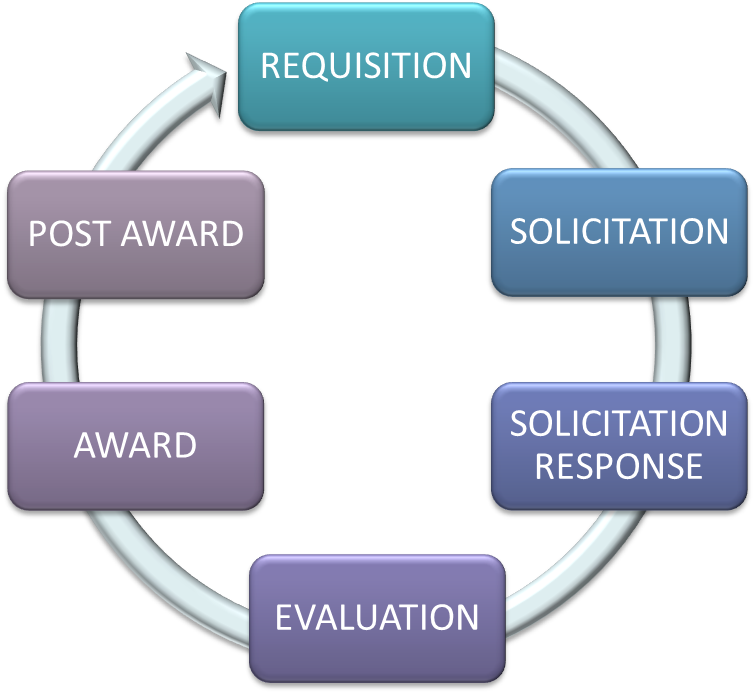 REQUISITION
SOLICITATION
SOLICITATION
RESPONSE
EVALUATION
AWARD
POST AWARD